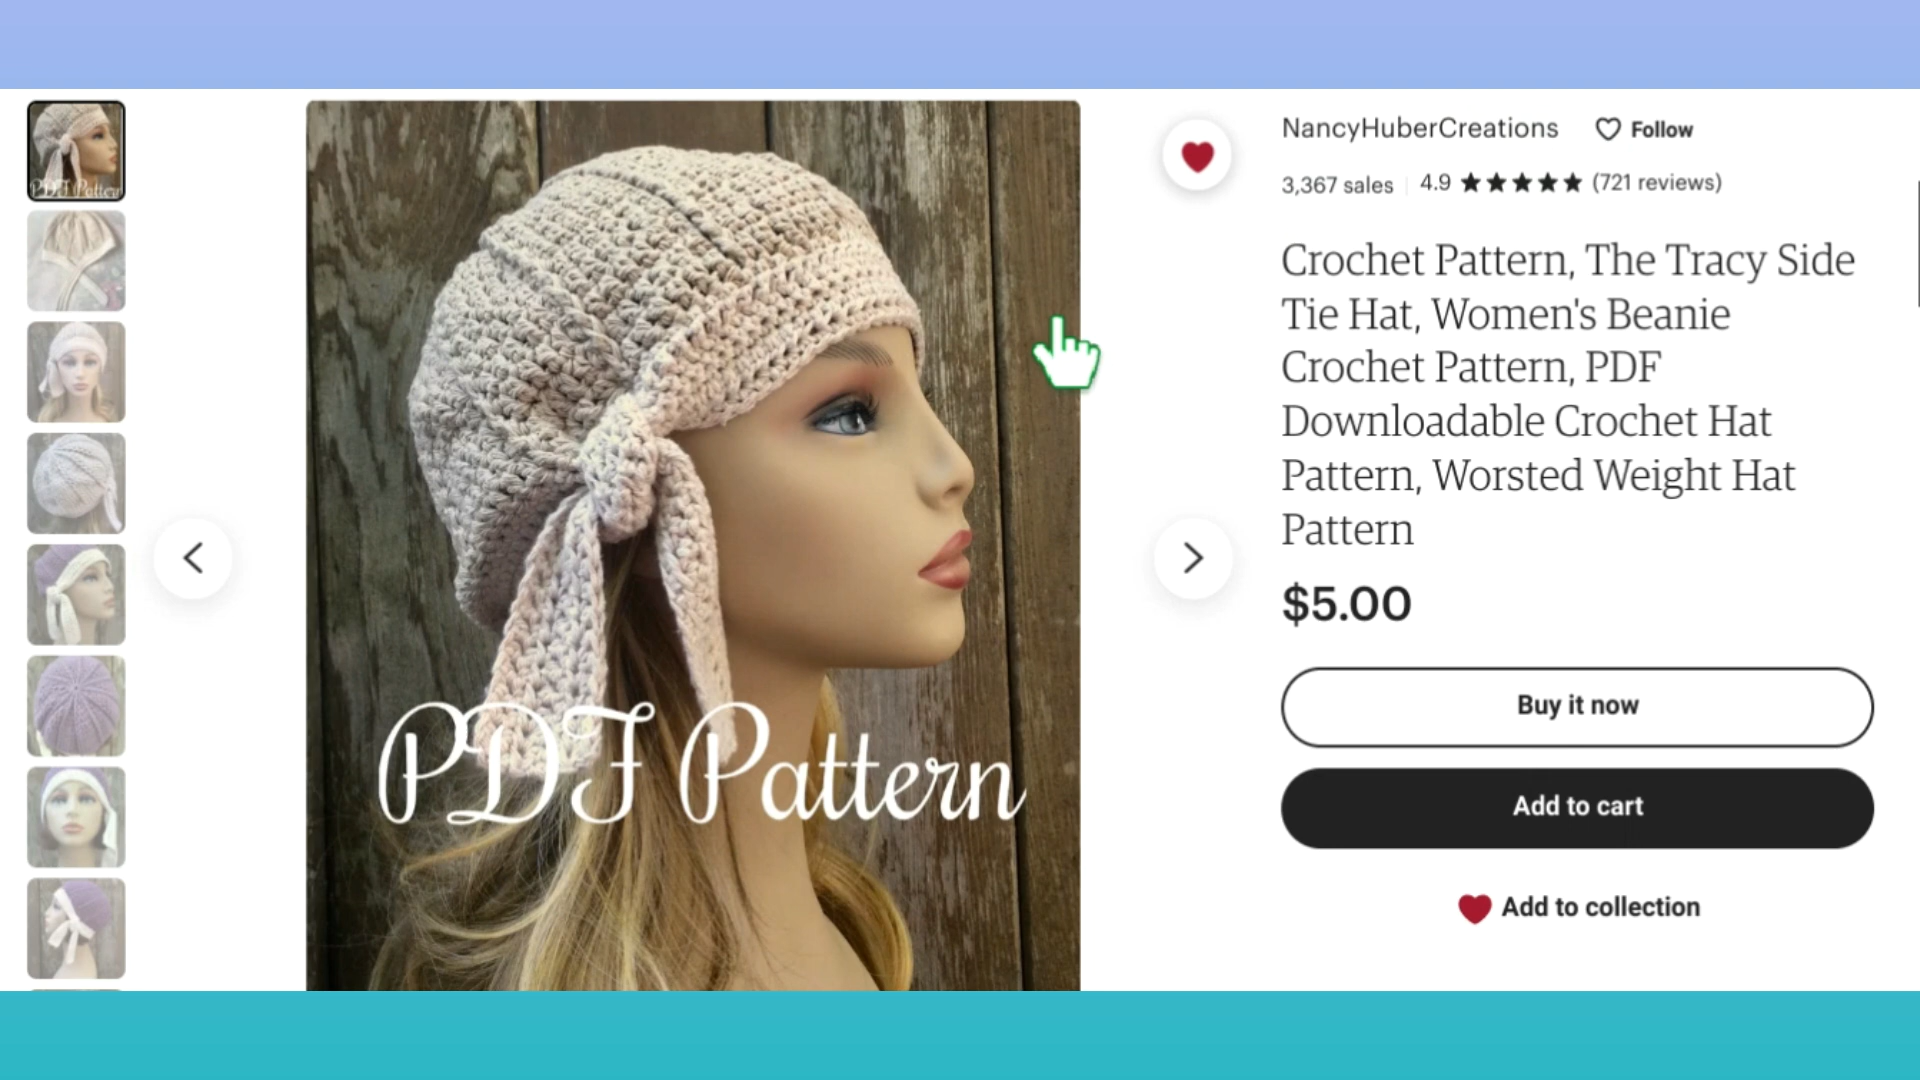 PDF Pattern
NancyHuberCreations
Follow
3,367 sales
4.9 ★★★★★ (721 reviews)
Crochet Pattern, The Tracy Side
Tie Hat, Women's Beanie
Crochet Pattern, PDF
Downloadable Crochet Hat
Pattern, Worsted Weight Hat
Pattern
$5.00
Buy it now
Add to cart
Add to collection
PDF Pattern